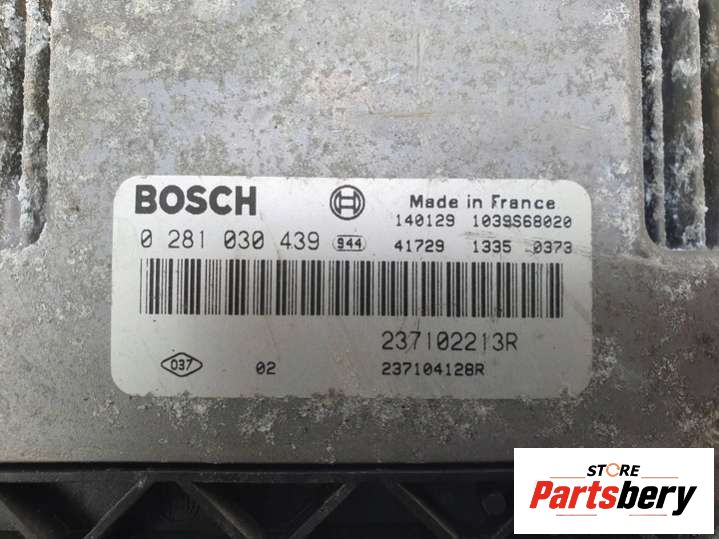 BOSCH Made in France
140129 1039S68020
0 281 030 439 S44 41729 1335 0373
237102213R
037 02 237104128R
STORE
Partsbery